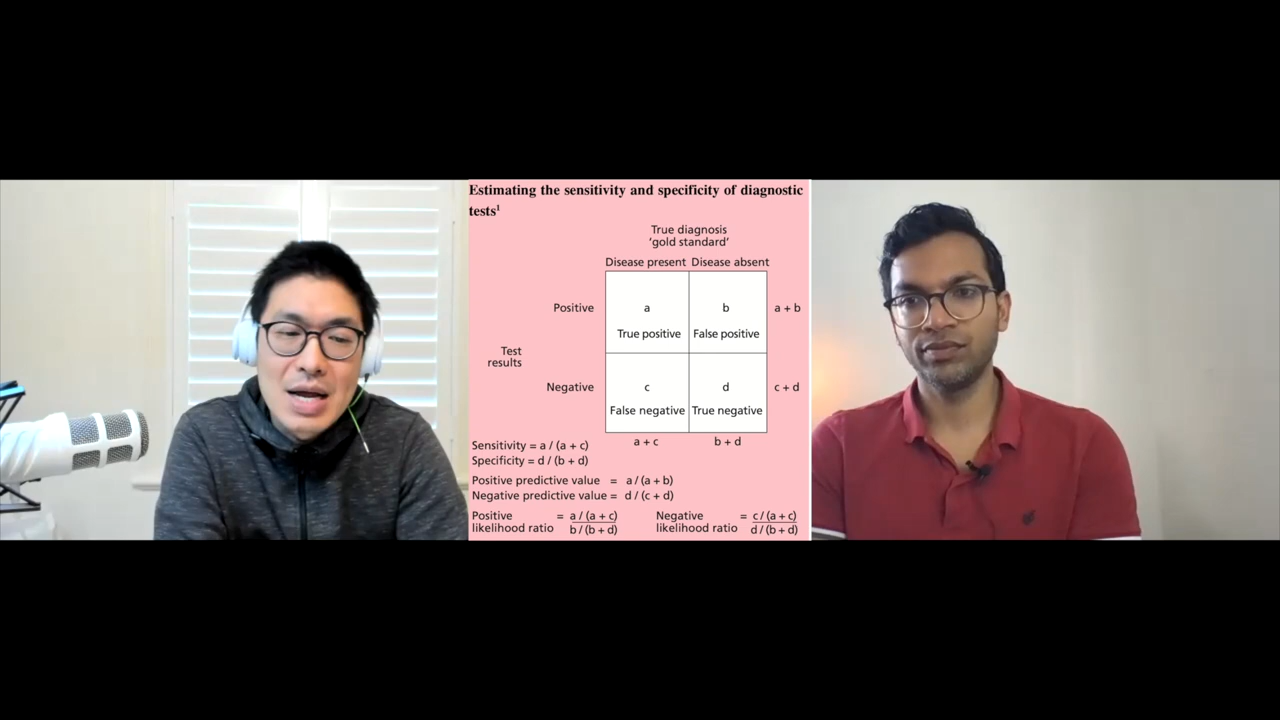 Estimating the sensitivity and specificity of diagnostic
tests1
True diagnosis
‘gold standard’
Disease present Disease absent
Positive a b a + b
True positive False positive
Test
results
Negative c d c + d
False negative True negative
a + c b + d
Sensitivity = a / (a + c)
Specificity = d / (b + d)
Positive predictive value = a / (a + b)
Negative predictive value = d / (c + d)
Positive = a / (a + c) Negative = c / (a + c)
likelihood ratio b / (b + d) likelihood ratio d / (b + d)